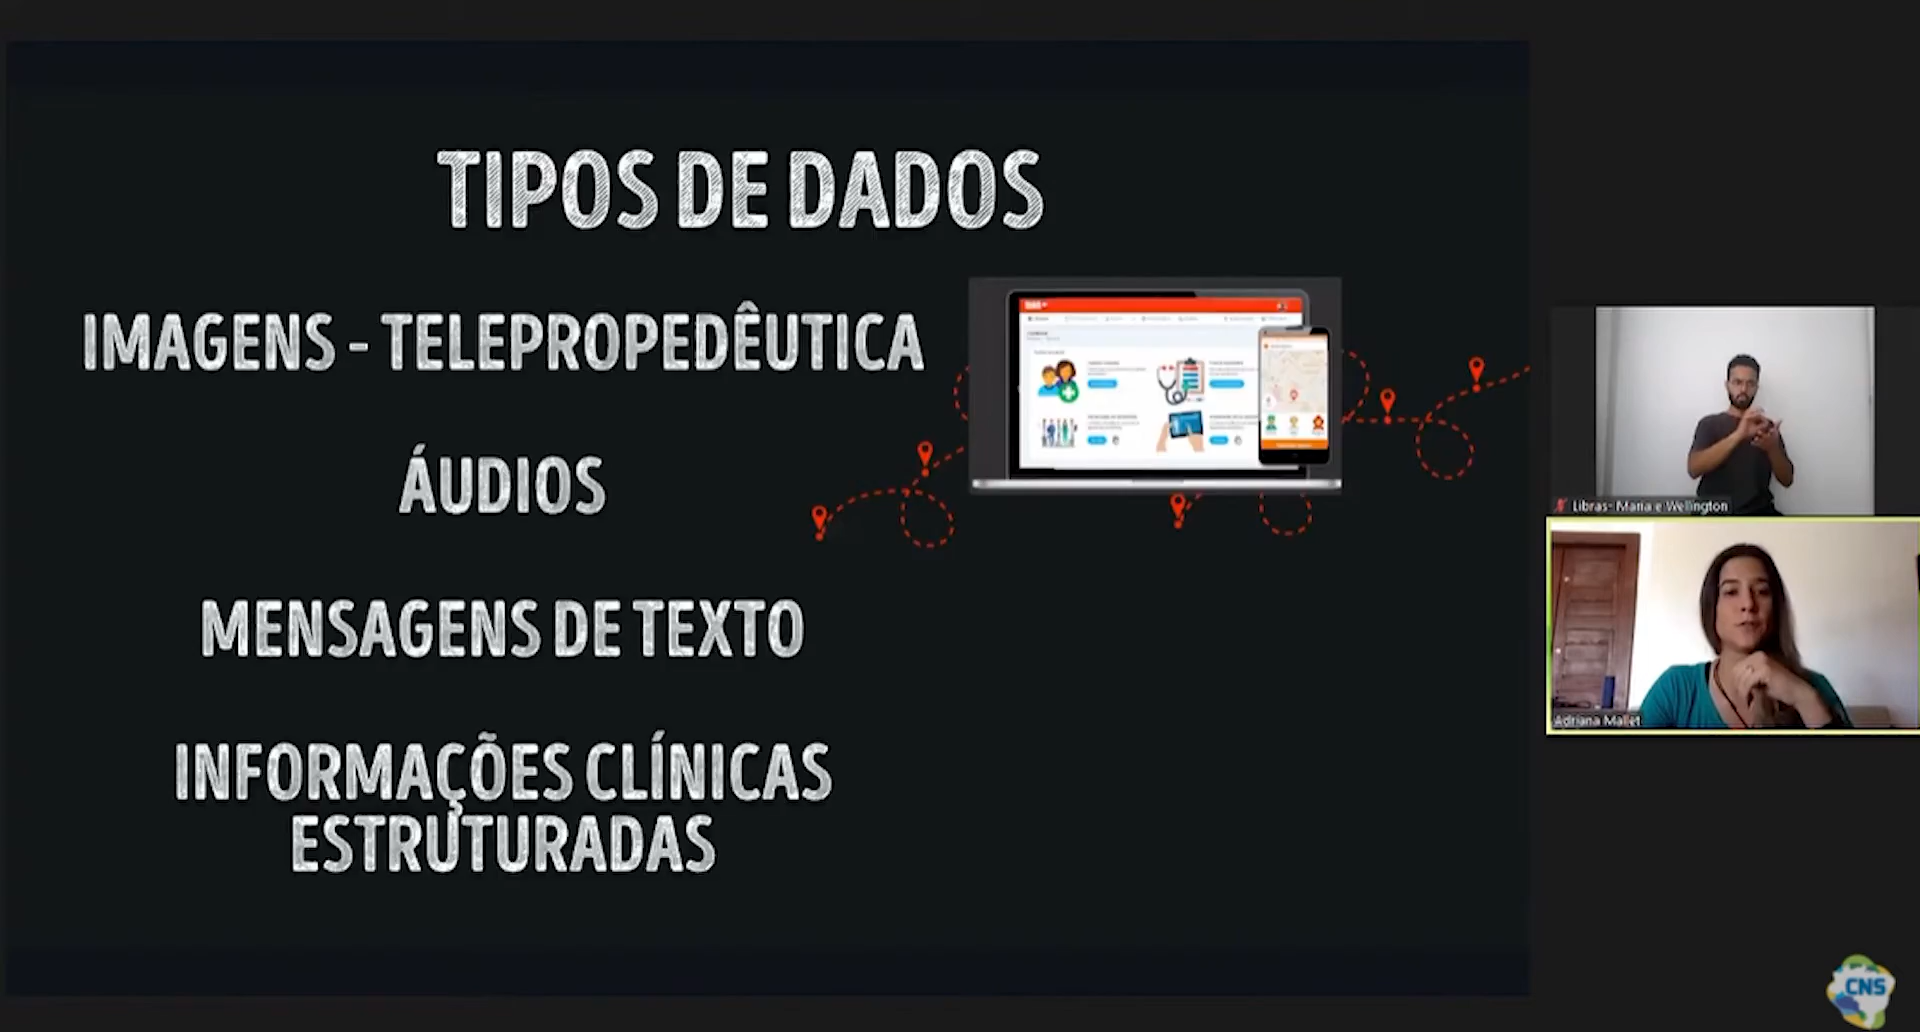 TIPOS DE DADOS
IMAGENS - TELEPROPEDÊUTICA
ÁUDIOS
MENSAGENS DE TEXTO
INFORMAÇÕES CLÍNICAS
ESTRUTURADAS
Libras- Maria e Wellington
Adriana Mallet
CNS